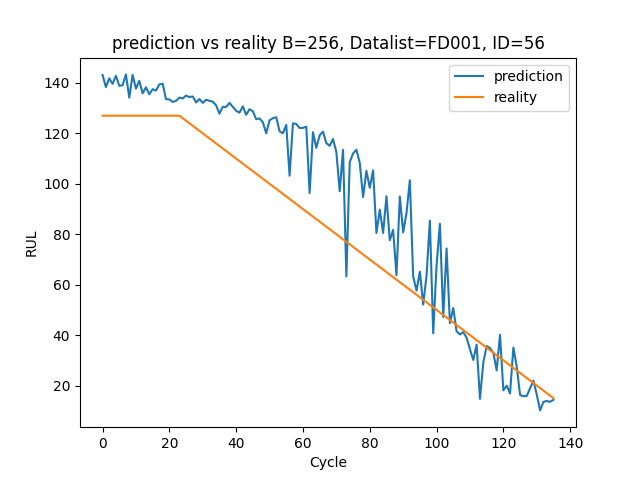 prediction vs reality B=256, Datalist=FD001, ID=56
prediction
reality
RUL
140
120
100
80
60
40
20
0 20 40 60 80 100 120 140
Cycle